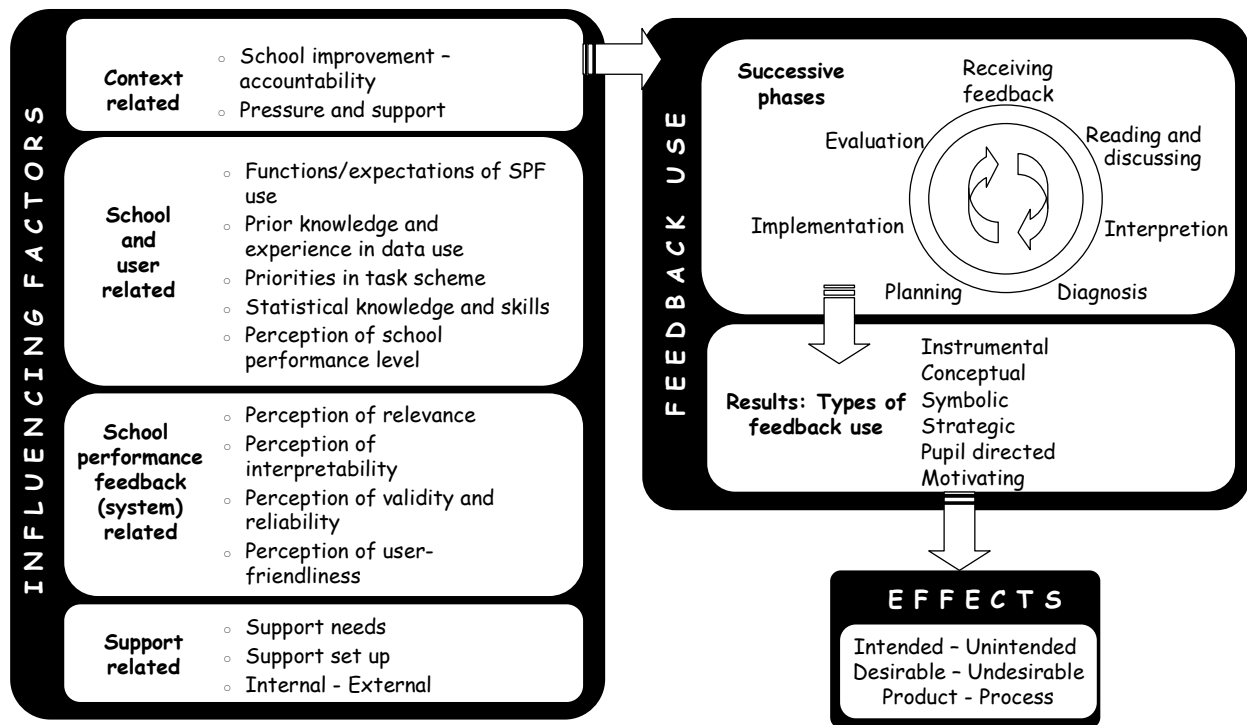 INFLUENCING FACTORS
Context
related
○ School improvement –
accountability
○ Pressure and support
School
and
user
related
○ Functions/expectations of SPF
use
○ Prior knowledge and
experience in data use
○ Priorities in task scheme
○ Statistical knowledge and skills
○ Perception of school
performance level
School
performance
feedback
(system)
related
○ Perception of relevance
○ Perception of
interpretability
○ Perception of validity and
reliability
○ Perception of user-
friendliness
Support
related
○ Support needs
○ Support set up
○ Internal - External
FEEDBACK USE
Successive
phases
Receiving
feedback
Reading and
discussing
Interpretion
Diagnosis
Planning
Implementation
Evaluation
Results: Types of
feedback use
Instrumental
Conceptual
Symbolic
Strategic
Pupil directed
Motivating
EFFECTS
Intended – Unintended
Desirable – Undesirable
Product - Process